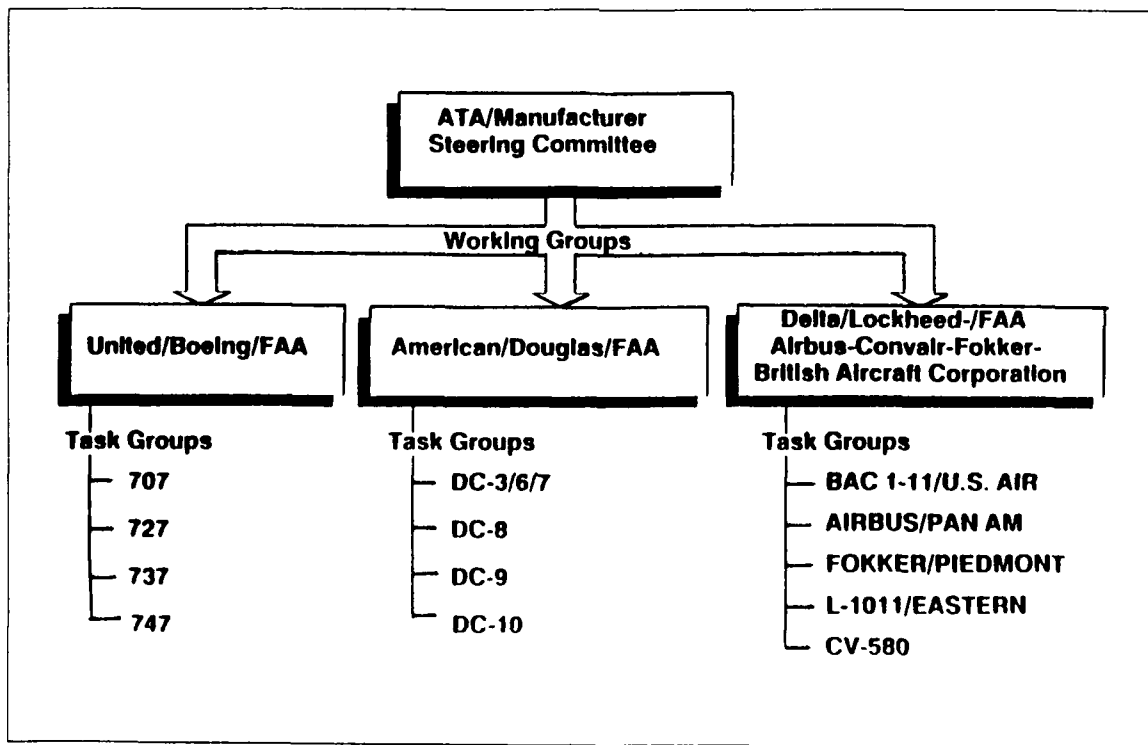 ATA/Manufacturer
Steering Committee
Working Groups
United/Boeing/FAA
Task Groups
707
727
737
747
American/Douglas/FAA
Task Groups
DC-3/6/7
DC-8
DC-9
DC-10
Delta/Lockheed-/FAA
Airbus-Convair-Fokker-
British Aircraft Corporation
Task Groups
BAC 1-11/U.S. AIR
AIRBUS/PAN AM
FOKKER/PIEDMONT
L-1011/EASTERN
CV-580